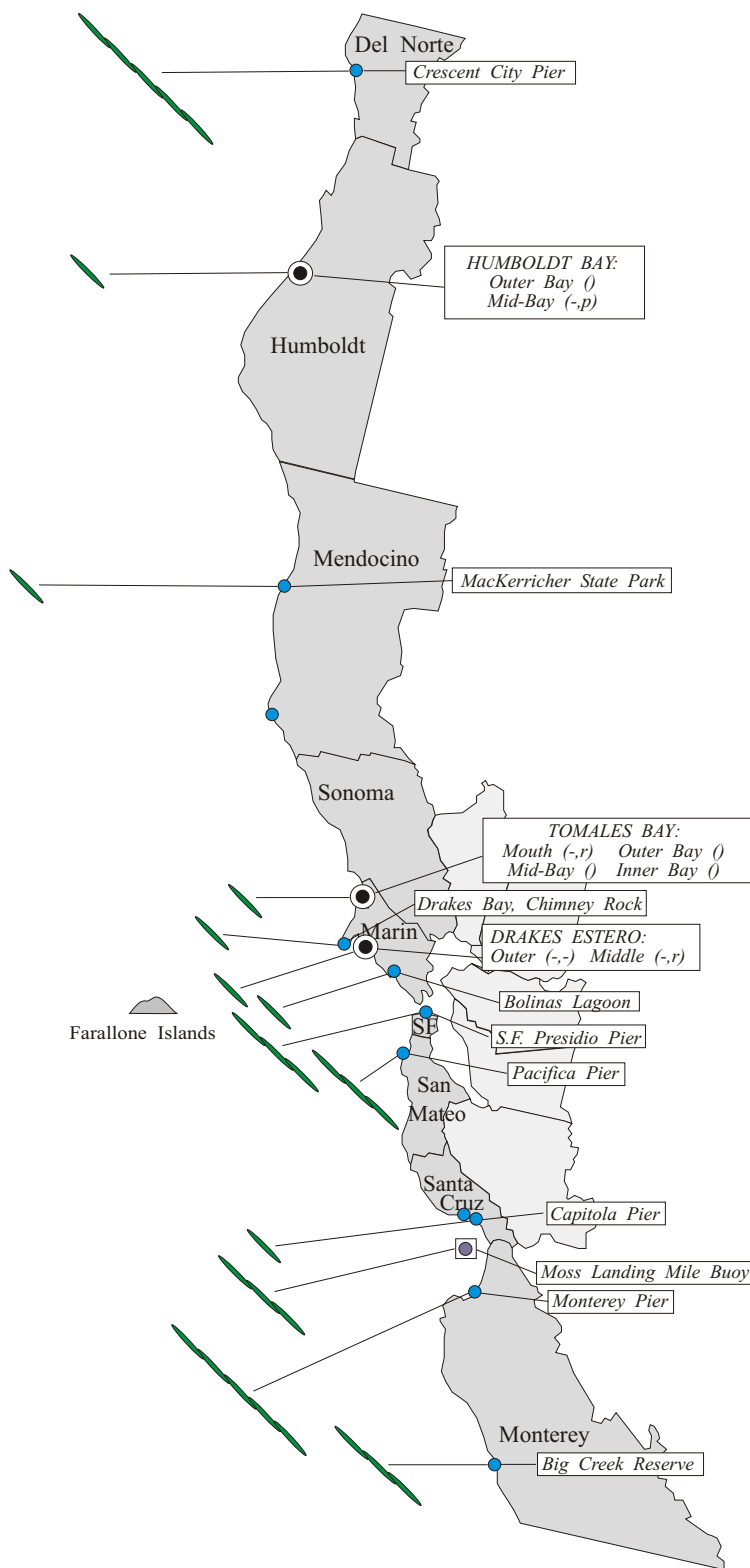 Del Norte
Crescent City Pier
HUMBOLDT BAY:
Outer Bay ()
Mid-Bay (-,p)
Humboldt
Mendocino
MacKerricher State Park
Sonoma
TOMALES BAY:
Mouth (-,r) Outer Bay ()
Mid-Bay () Inner Bay ()
Drakes Bay, Chimney Rock
Marin
DRAKES ESTERO:
Outer (-,-) Middle (-,r)
Bolinas Lagoon
Farallone Islands
SF
S.F. Presidio Pier
Pacifica Pier
San
Mateo
Santa
Cruz
Capitola Pier
Moss Landing Mile Buoy
Monterey Pier
Monterey
Big Creek Reserve